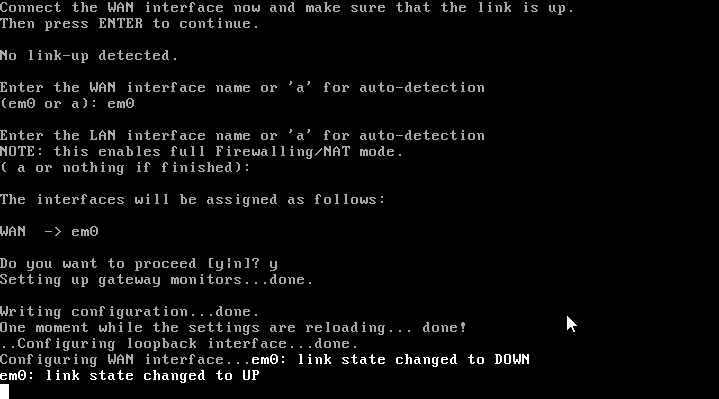 Connect the WAN interface now and make sure that the link is up.
Then press ENTER to continue.
No link-up detected.
Enter the WAN interface name or 'a' for auto-detection
(em0 or a): em0
Enter the LAN interface name or 'a' for auto-detection
NOTE: this enables full Firewalling/NAT mode.
( a or nothing if finished):
The interfaces will be assigned as follows:
WAN  -> em0
Do you want to proceed [y|n]? y
Setting up gateway monitors...done.
Writing configuration...done.
One moment while the settings are reloading... done!
..Configuring loopback interface...done.
Configuring WAN interface...em0: link state changed to DOWN
em0: link state changed to UP